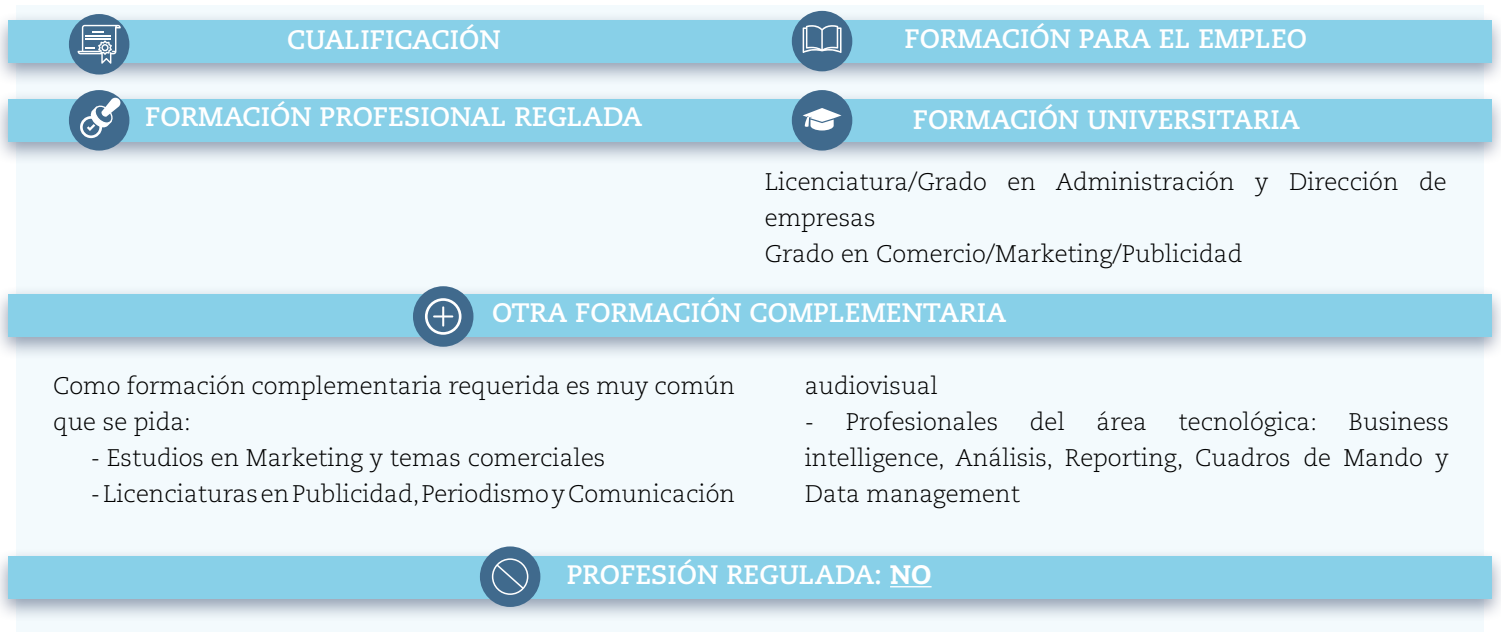 CUALIFICACIÓN
FORMACIÓN PARA EL EMPLEO
FORMACIÓN PROFESIONAL REGLADA
FORMACIÓN UNIVERSITARIA
Licenciatura/Grado en Administración y Dirección de
empresas
Grado en Comercio/Marketing/Publicidad
OTRA FORMACIÓN COMPLEMENTARIA
Como formación complementaria requerida es muy común
que se pida:
- Estudios en Marketing y temas comerciales
- Licenciaturas en Publicidad, Periodismo y Comunicación
audiovisual
- Profesionales del área tecnológica: Business
intelligence, Análisis, Reporting, Cuadros de Mando y
Data management
PROFESIÓN REGULADA: NO